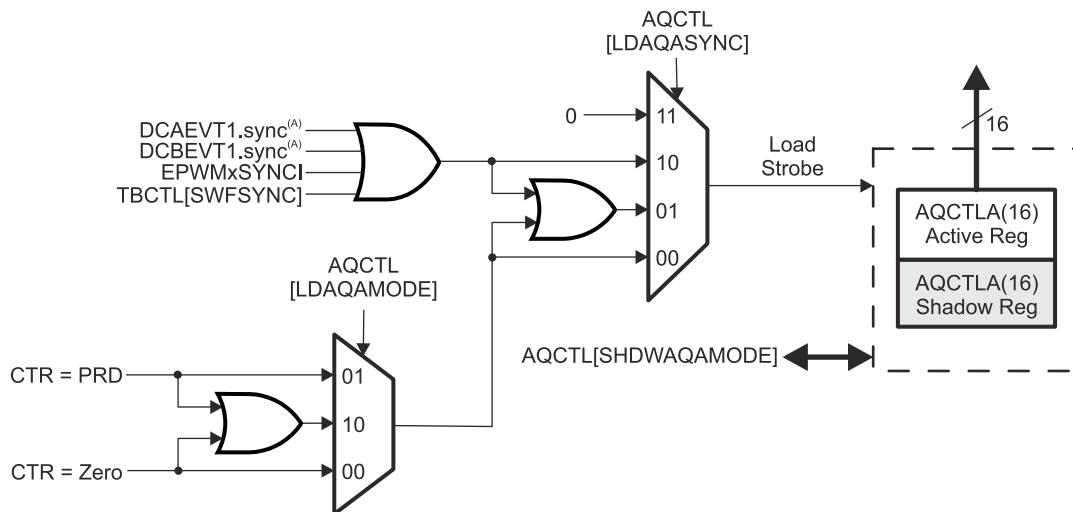 AQCTL
[LDAQASYNC]
16
0
11
DCAEVT1.sync(A)
DCBEVT1.sync(A)
EPWMxSYNCI
TBCTL[SWFSYNC]
10
Load
Strobe
01
AQCTLA(16)
Active Reg
00
AQCTL
[LDAQAMODE]
AQCTLA(16)
Shadow Reg
AQCTL[SHDWAQAMODE]
CTR = PRD
01
10
CTR = Zero
00